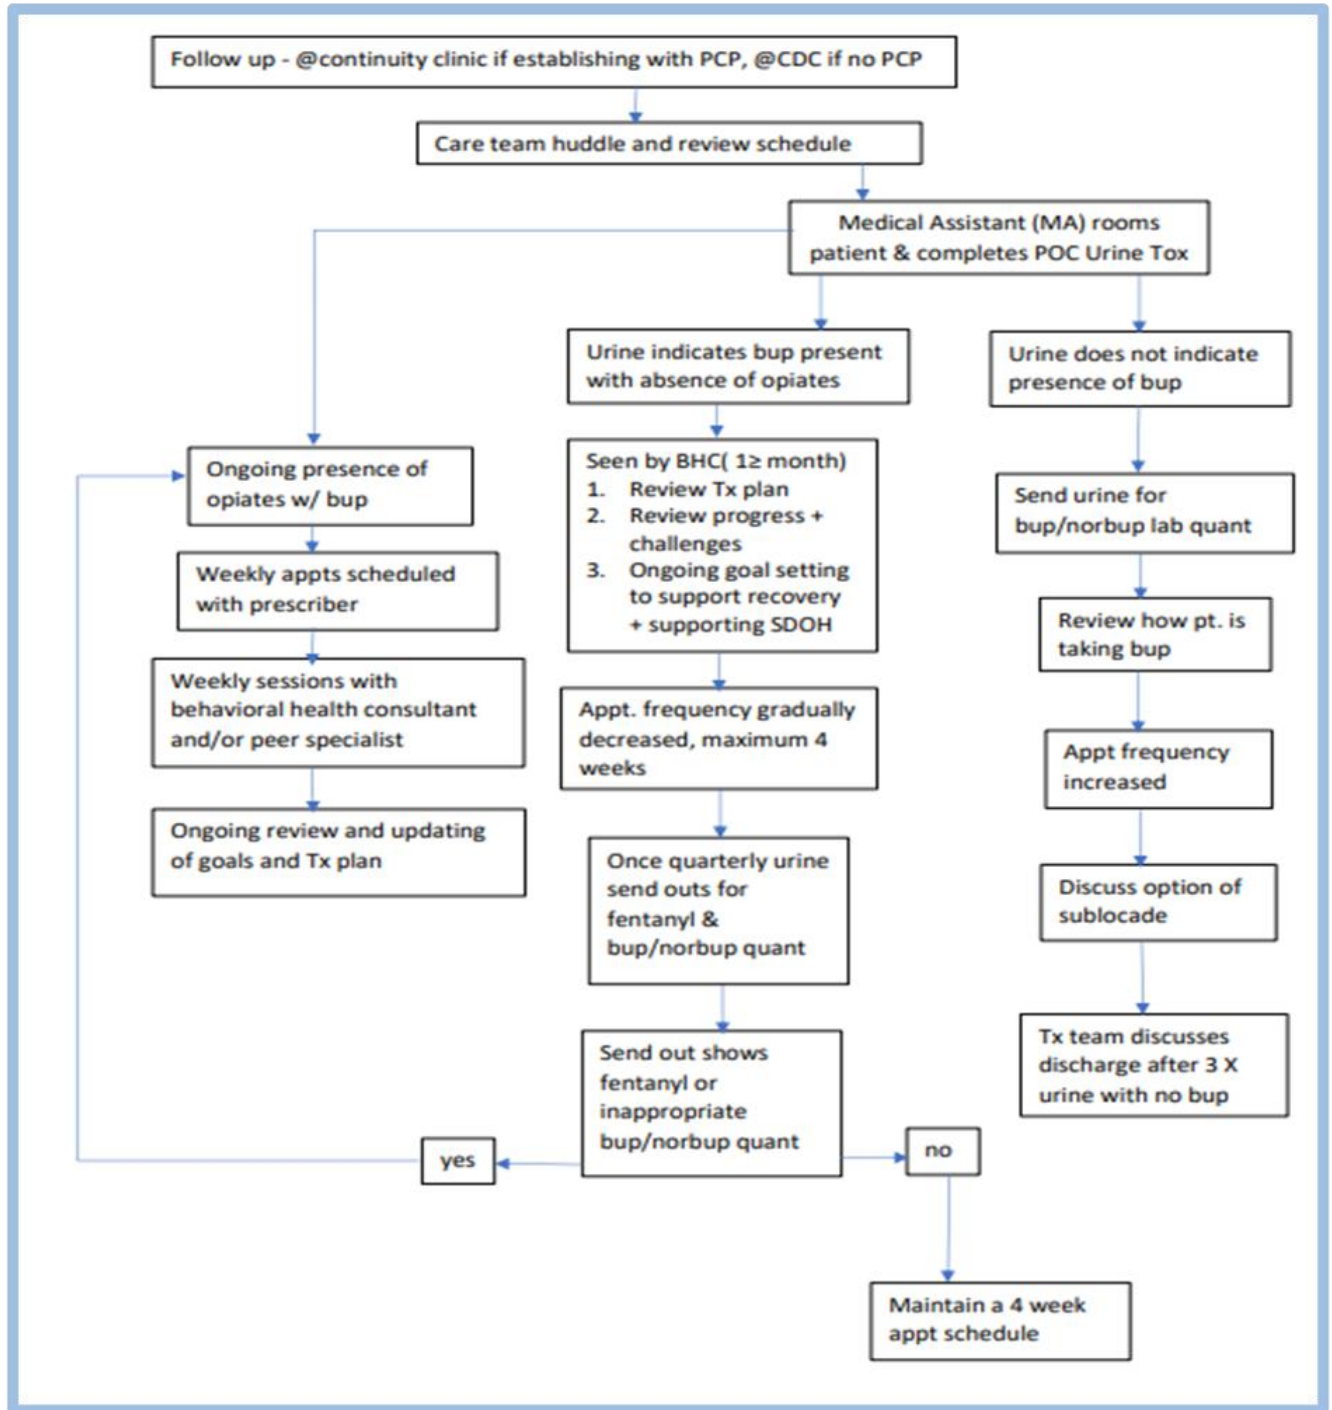 Follow up - @continuity clinic if establishing with PCP, @CDC if no PCP
Care team huddle and review schedule
Medical Assistant (MA) rooms
patient & completes POC Urine Tox
Ongoing presence of
opiates w/ bup
Weekly appts scheduled
with prescriber
Weekly sessions with
behavioral health consultant
and/or peer specialist
Ongoing review and updating
of goals and Tx plan
Urine indicates bup present
with absence of opiates
Seen by BHC( 1≥ month)
1. Review Tx plan
2. Review progress +
challenges
3. Ongoing goal setting
to support recovery
+ supporting SDOH
Appt. frequency gradually
decreased, maximum 4
weeks
Once quarterly urine
send outs for
fentanyl &
bup/norbup quant
Send out shows
fentanyl or
inappropriate
bup/norbup quant
yes
no
Maintain a 4 week
appt schedule
Urine does not indicate
presence of bup
Send urine for
bup/norbup lab quant
Review how pt. is
taking bup
Appt frequency
increased
Discuss option of
sublocade
Tx team discusses
discharge after 3 X
urine with no bup